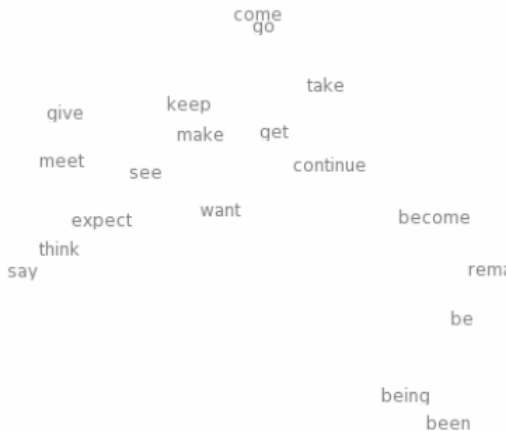 come
go
take
keep
give
make
get
meet
continue
see
want
become
expect
think
say
rema
be
being
been